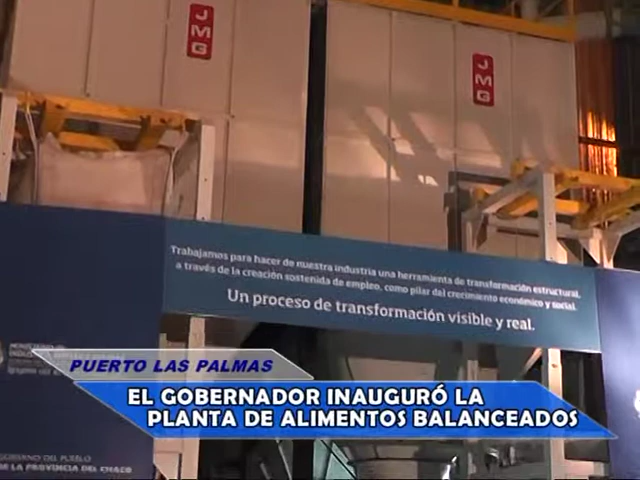 JMG
JMG
Trabajamos para hacer de nuestra industria una herramienta de transformación estructural,
a través de la creación sostenida de empleo, como pilar del crecimiento económico y social.
Un proceso de transformación visible y real.
PUERTO LAS PALMAS
EL GOBERNADOR INAUGURÓ LA
PLANTA DE ALIMENTOS BALANCEADOS
GOBIERNO DEL PUEBLO
DE LA PROVINCIA DEL CHACO